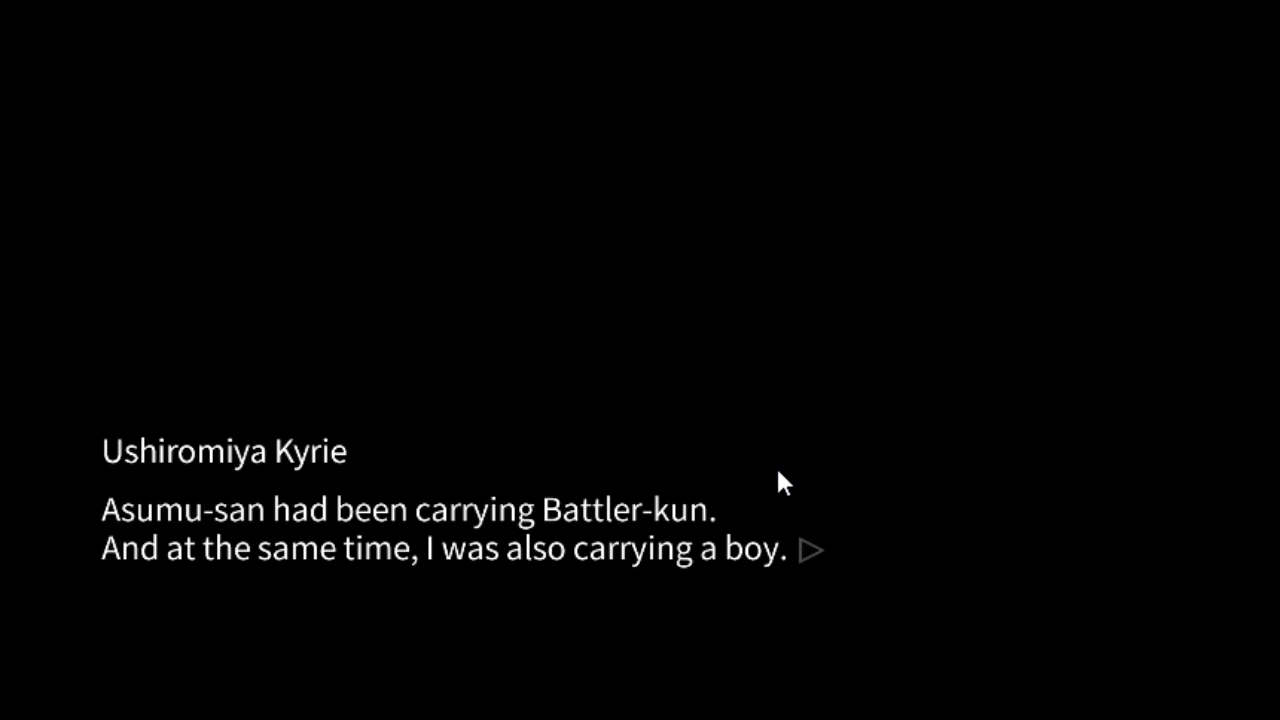 Ushiromiya Kyrie
Asumu-san had been carrying Battler-kun.
And at the same time, I was also carrying a boy.